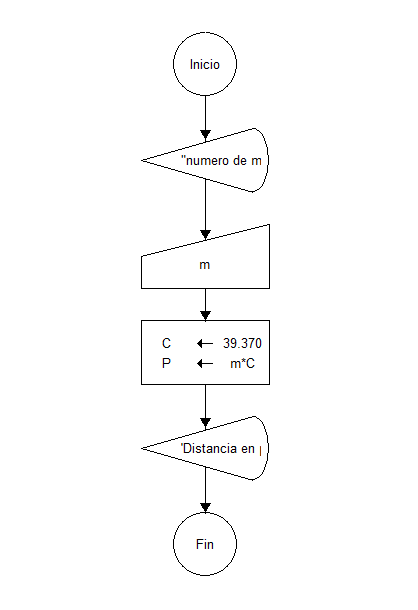 Inicio
"numero de m
m
C ← 39.370
P ← m*C
'Distancia en
Fin